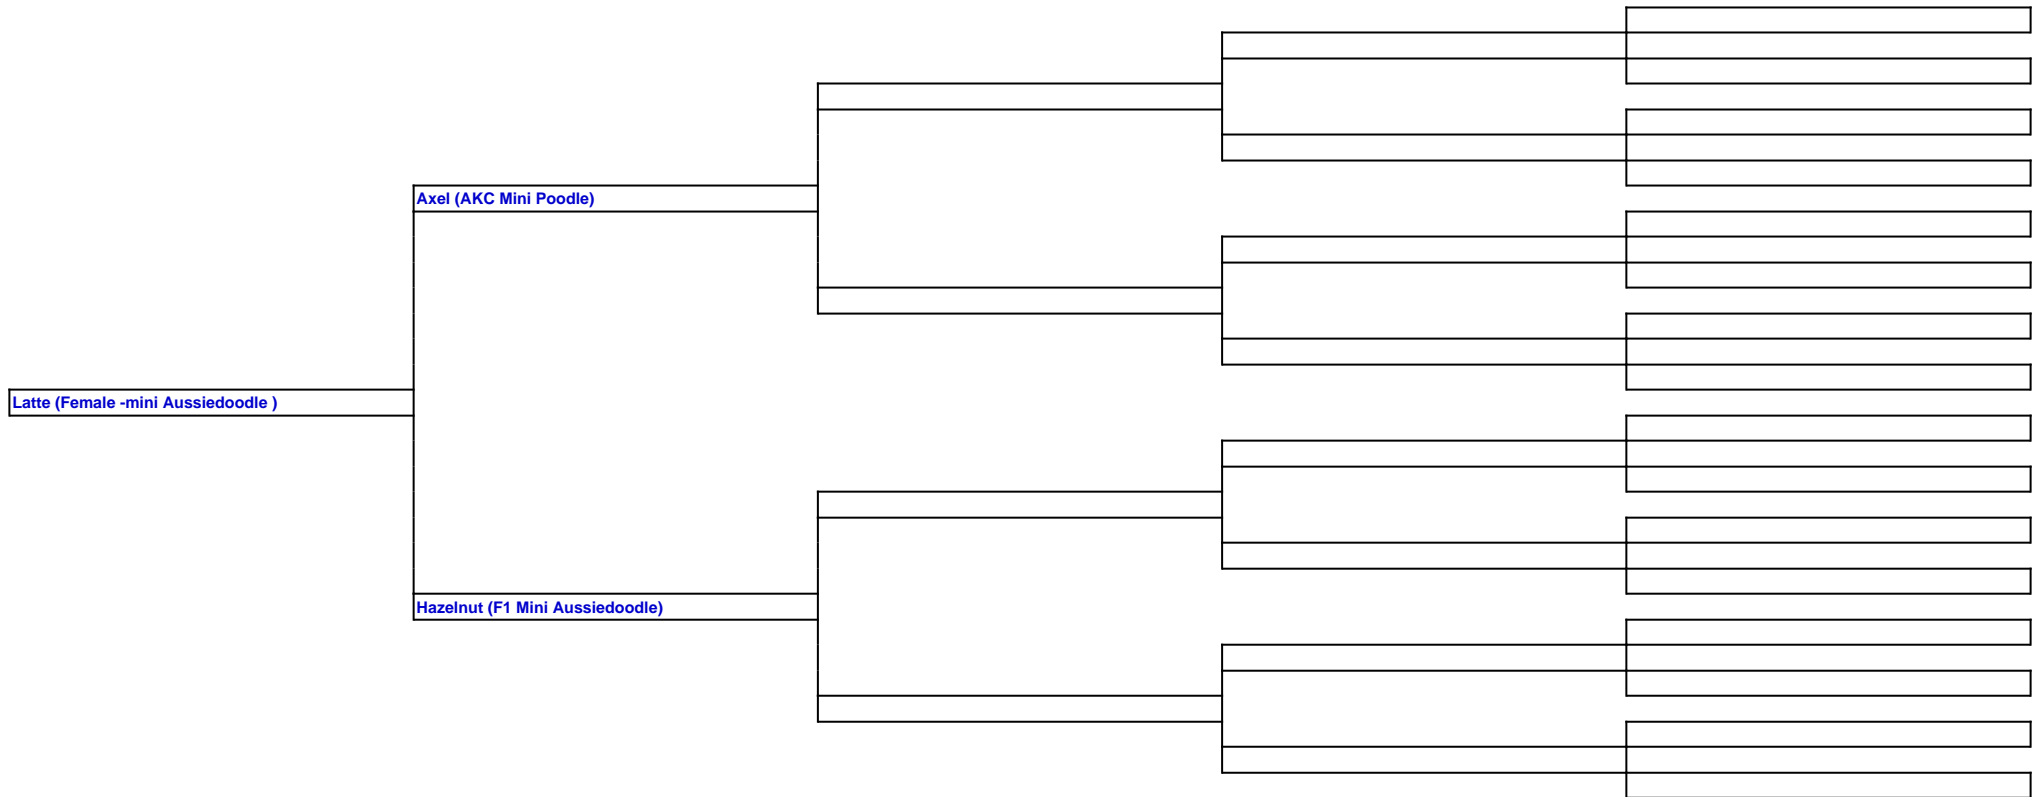 Axel (AKC Mini Poodle)
Latte (Female -mini Aussiedoodle )
Hazelnut (F1 Mini Aussiedoodle)